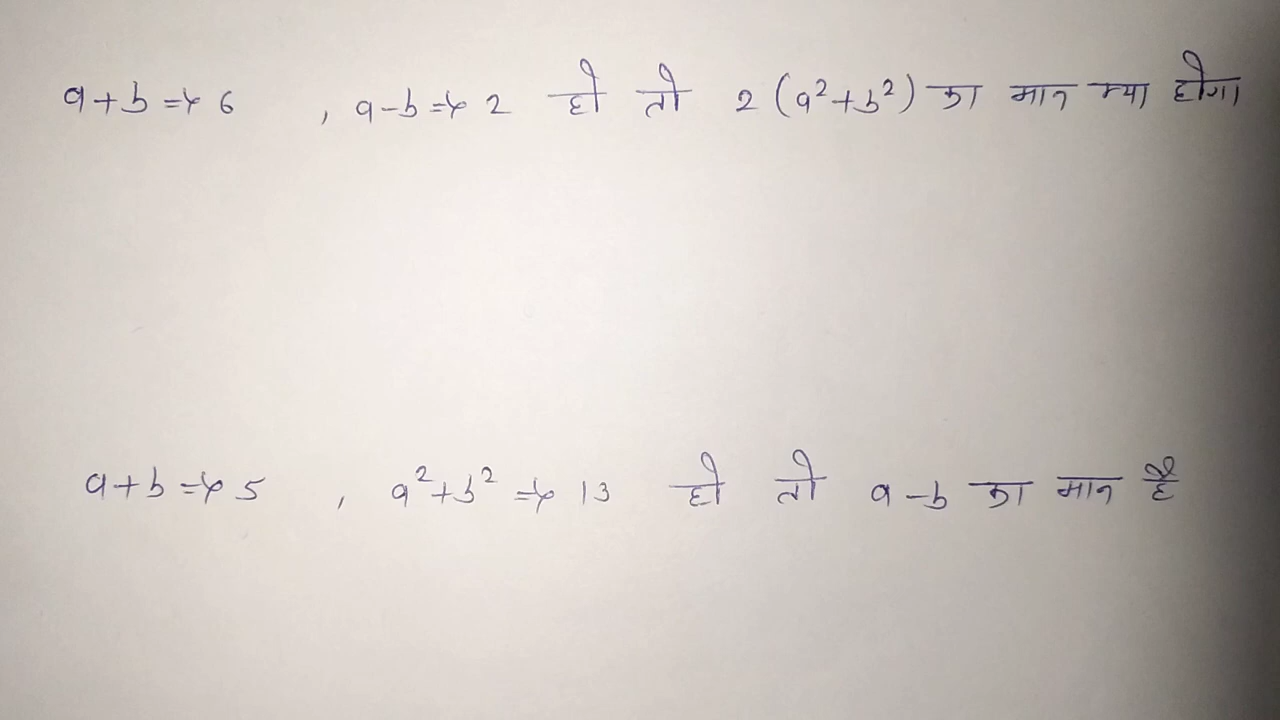 a+b => 6 , a-b => 2 हो तो 2(a²+b²) का मान क्या होगा
a+b => 5 , a²+b² => 13 हो तो a-b का मान है